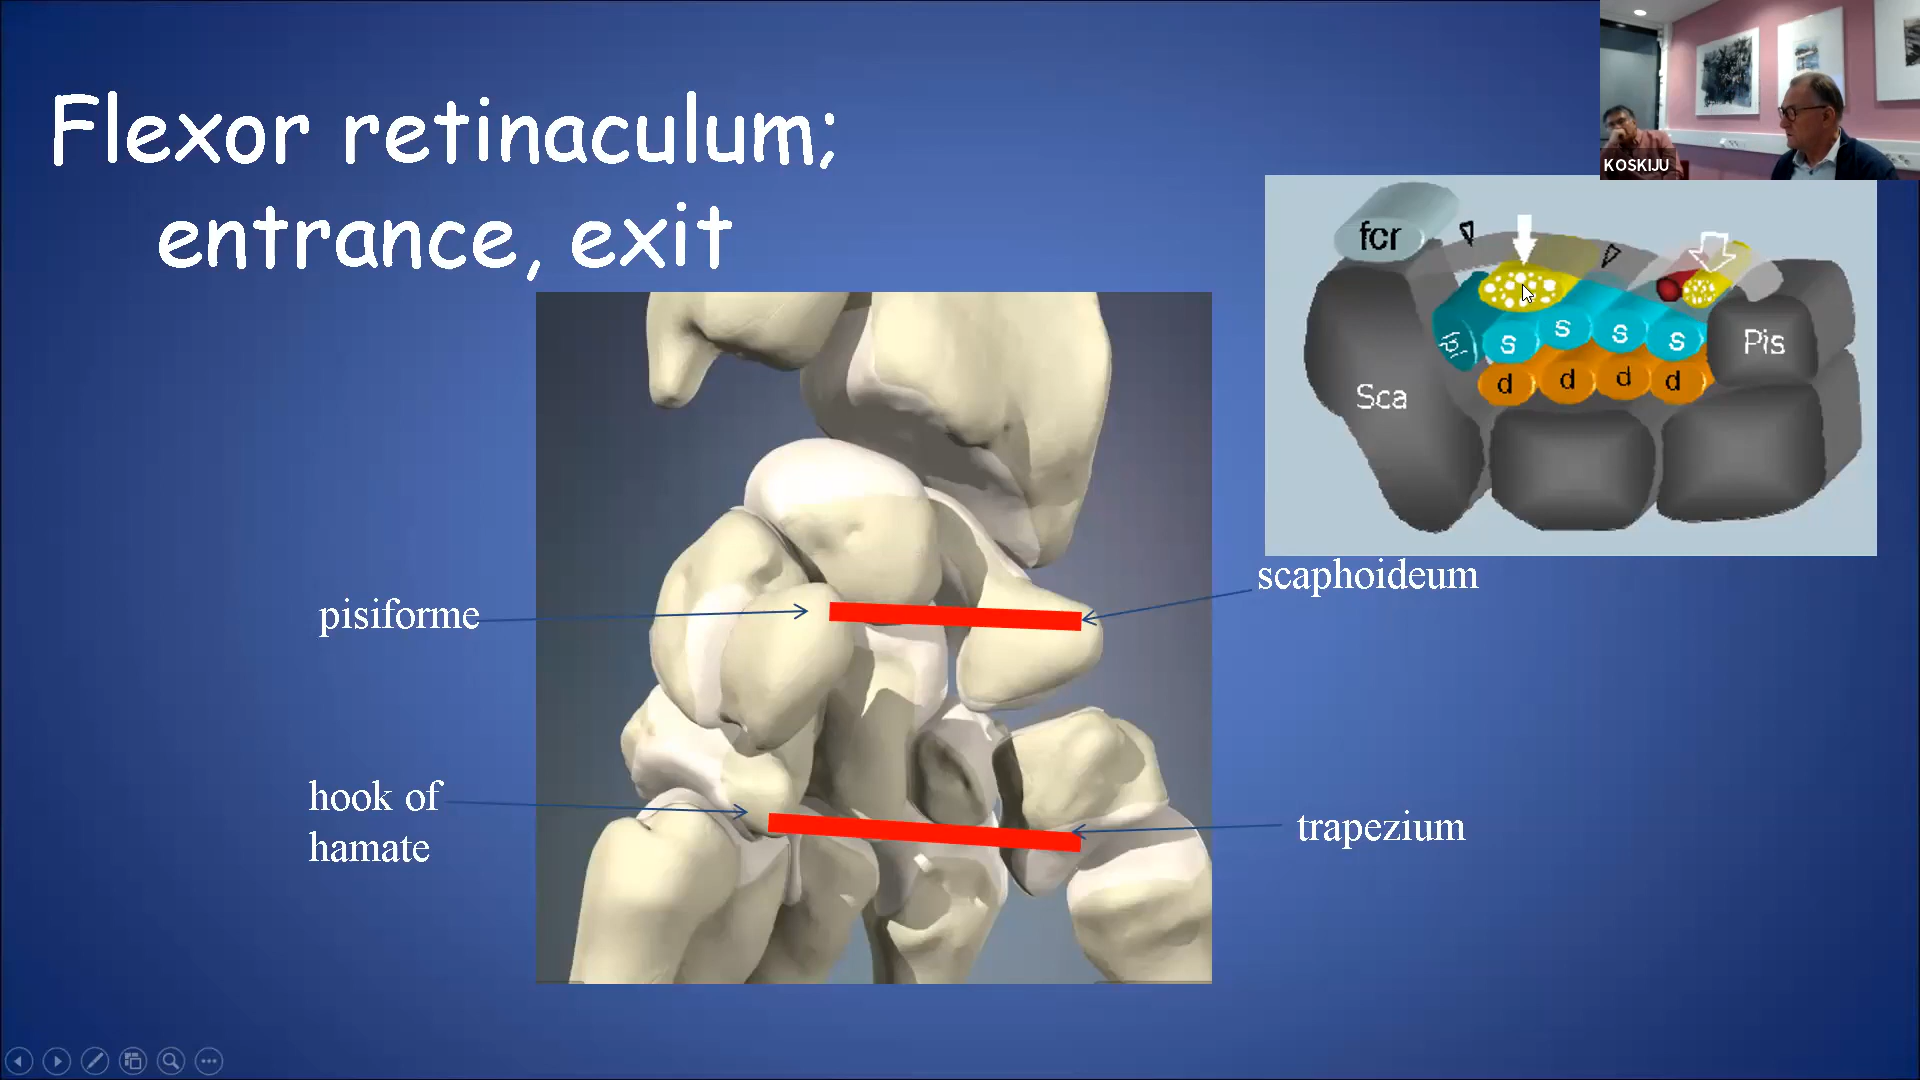 Flexor retinaculum;
entrance, exit
KOSKIJU
fcr
s s s s
Pis
d d d d
Sca
scaphoideum
pisiforme
hook of
hamate
trapezium